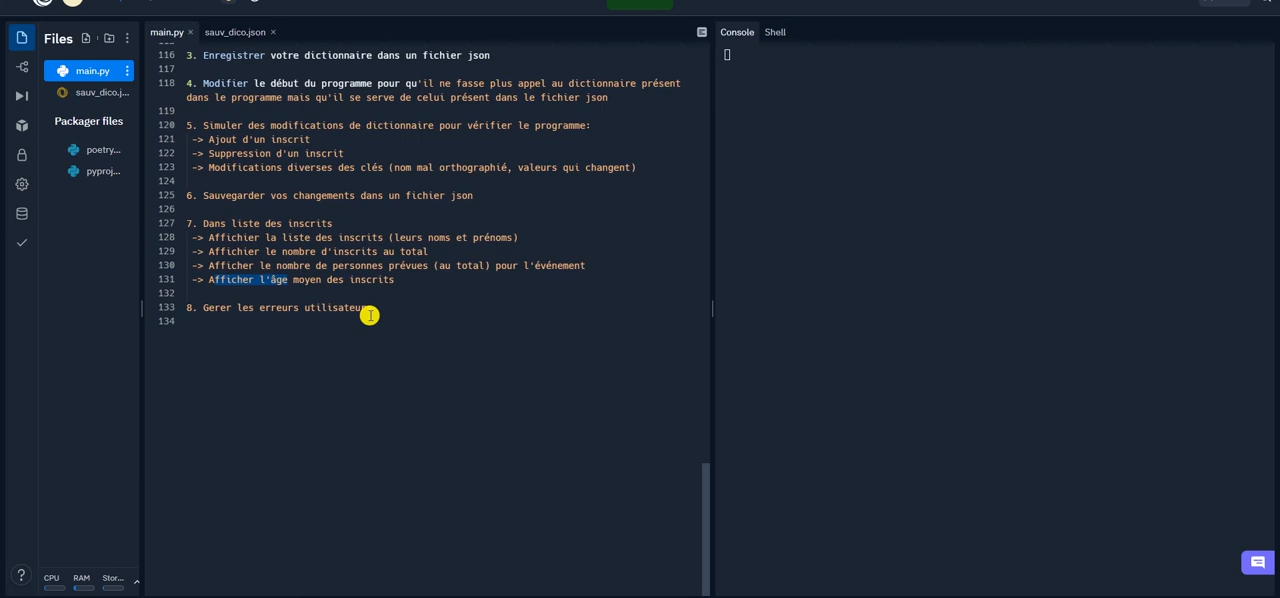 Files
main.py
sauv_dico.j...
Packager files
poetry...
pyproj...
CPU RAM Stor...
main.py × sauv_dico.json ×
116 3. Enregistrer votre dictionnaire dans un fichier json
117
118 4. Modifier le début du programme pour qu'il ne fasse plus appel au dictionnaire présent
dans le programme mais qu'il se serve de celui présent dans le fichier json
119
120 5. Simuler des modifications de dictionnaire pour vérifier le programme:
121 -> Ajout d'un inscrit
122 -> Suppression d'un inscrit
123 -> Modifications diverses des clés (nom mal orthographié, valeurs qui changent)
124
125 6. Sauvegarder vos changements dans un fichier json
126
127 7. Dans liste des inscrits
128 -> Affichier la liste des inscrits (leurs noms et prénoms)
129 -> Affichier le nombre d'inscrits au total
130 -> Afficher le nombre de personnes prévues (au total) pour l'événement
131 -> Afficher l'âge moyen des inscrits
132
133 8. Gerer les erreurs utilisateurs
134
Console Shell